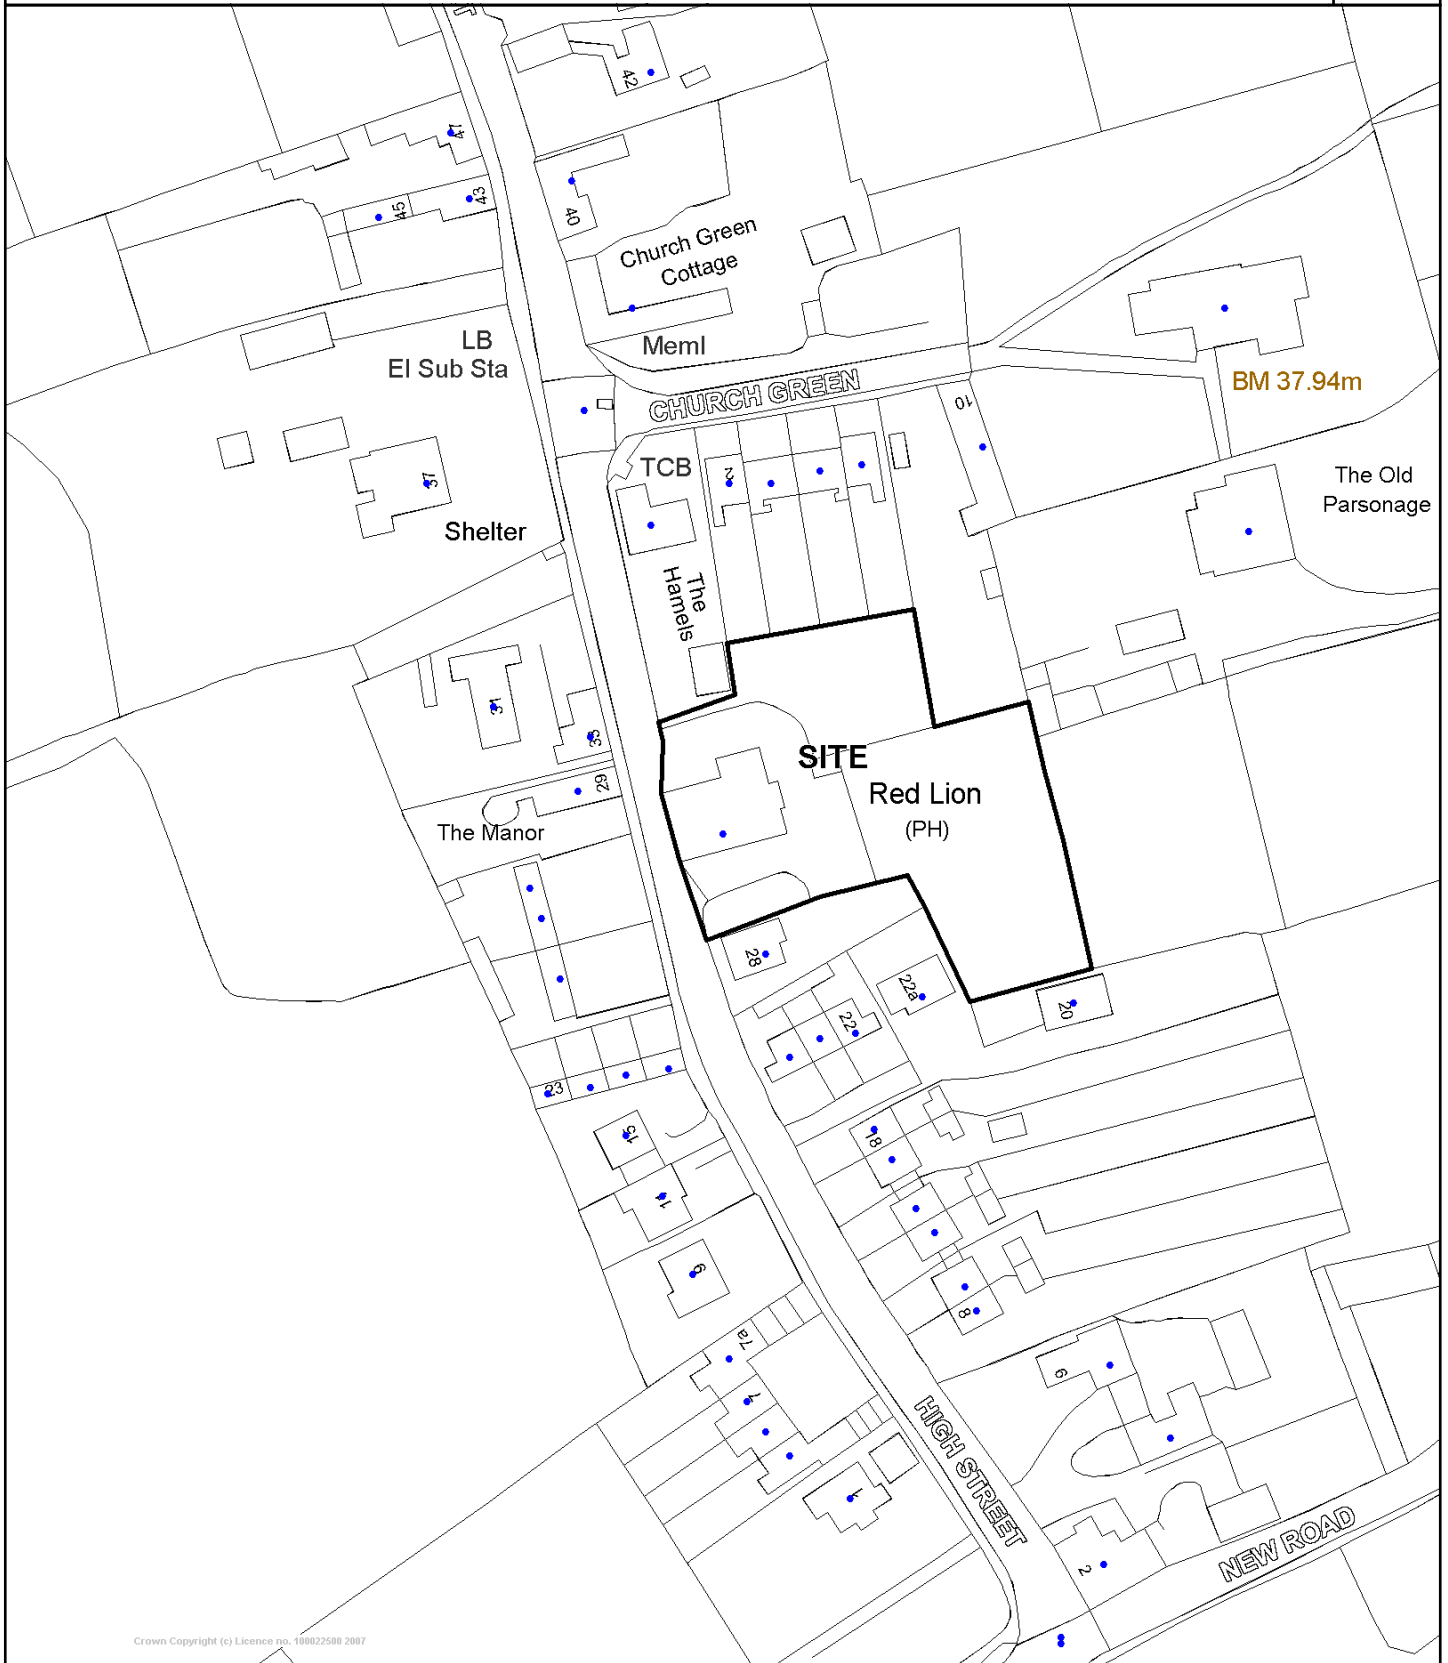 42
47
43
45
40
Church Green
Cottage
LB
El Sub Sta
Meml
CHURCH GREEN
BM 37.94m
10
37
TCB
2
The Old
Parsonage
Shelter
The
Hamels
31
33
SITE
Red Lion
(PH)
29
The Manor
28
22a
22
20
23
15
18
11
9
8
7a
7
6
HIGH STREET
1
2
NEW ROAD
Crown Copyright (c) Licence no. 100022500 2007